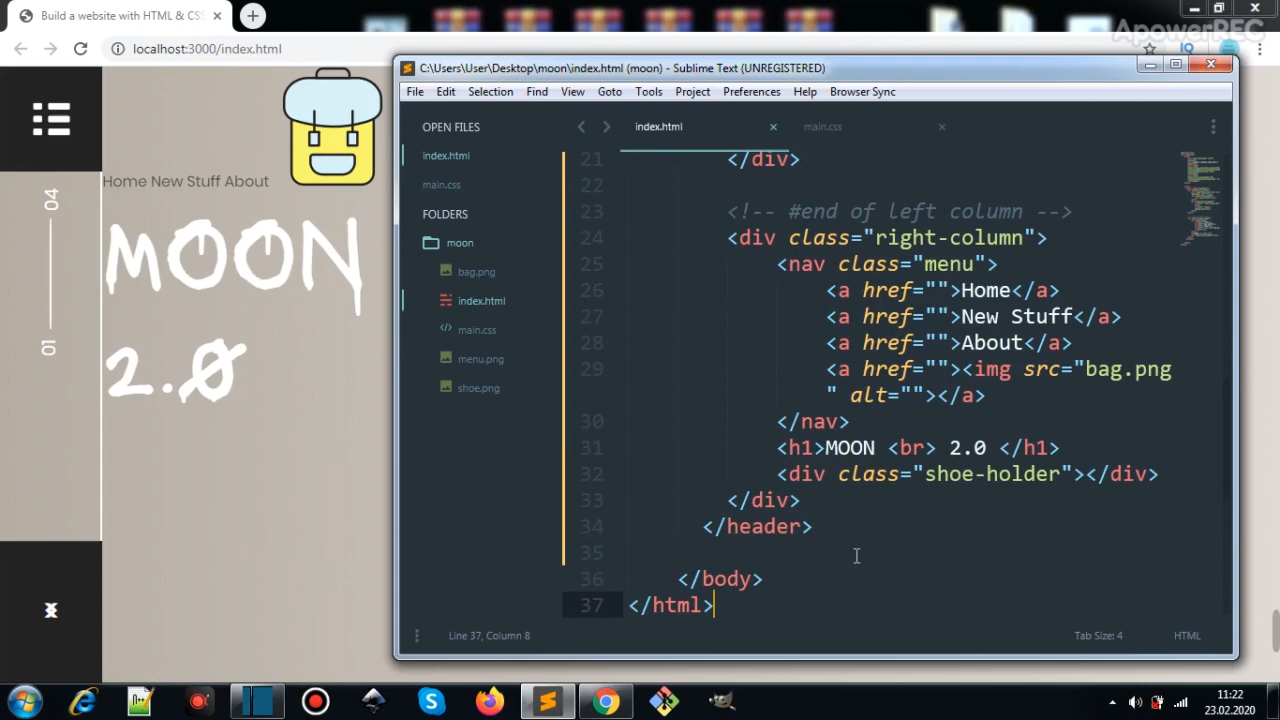 Build a website with HTML & CSS
ApowerREC
localhost:3000/index.html
IQ
C:\Users\User\Desktop\moon\index.html (moon) - Sublime Text (UNREGISTERED)
File Edit Selection Find View Goto Tools Project Preferences Help Browser Sync
OPEN FILES
index.html
main.css
FOLDERS
moon
bag.png
index.html
main.css
menu.png
shoe.png
index.html main.css
21 </div>
22
23 <!-- #end of left column -->
24 <div class="right-column">
25 <nav class="menu">
26 <a href="">Home</a>
27 <a href="">New Stuff</a>
28 <a href="">About</a>
29 <a href=""><img src="bag.png
" alt=""></a>
30 </nav>
31 <h1>MOON <br> 2.0 </h1>
32 <div class="shoe-holder"></div>
33 </div>
34 </header>
35
36 </body>
37 </html>
Line 37, Column 8
Tab Size: 4
HTML
04
01
Home New Stuff About
MOON
2.0
11:22
23.02.2020